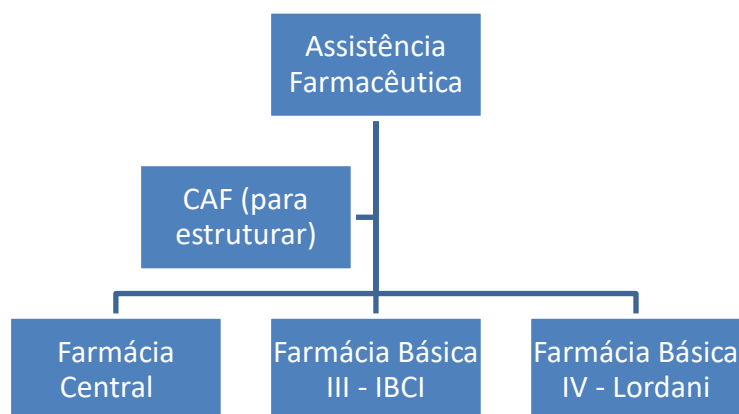 Assistência
Farmacêutica
CAF (para
estruturar)
Farmácia
Central
Farmácia Básica
III - IBCI
Farmácia Básica
IV - Lordani